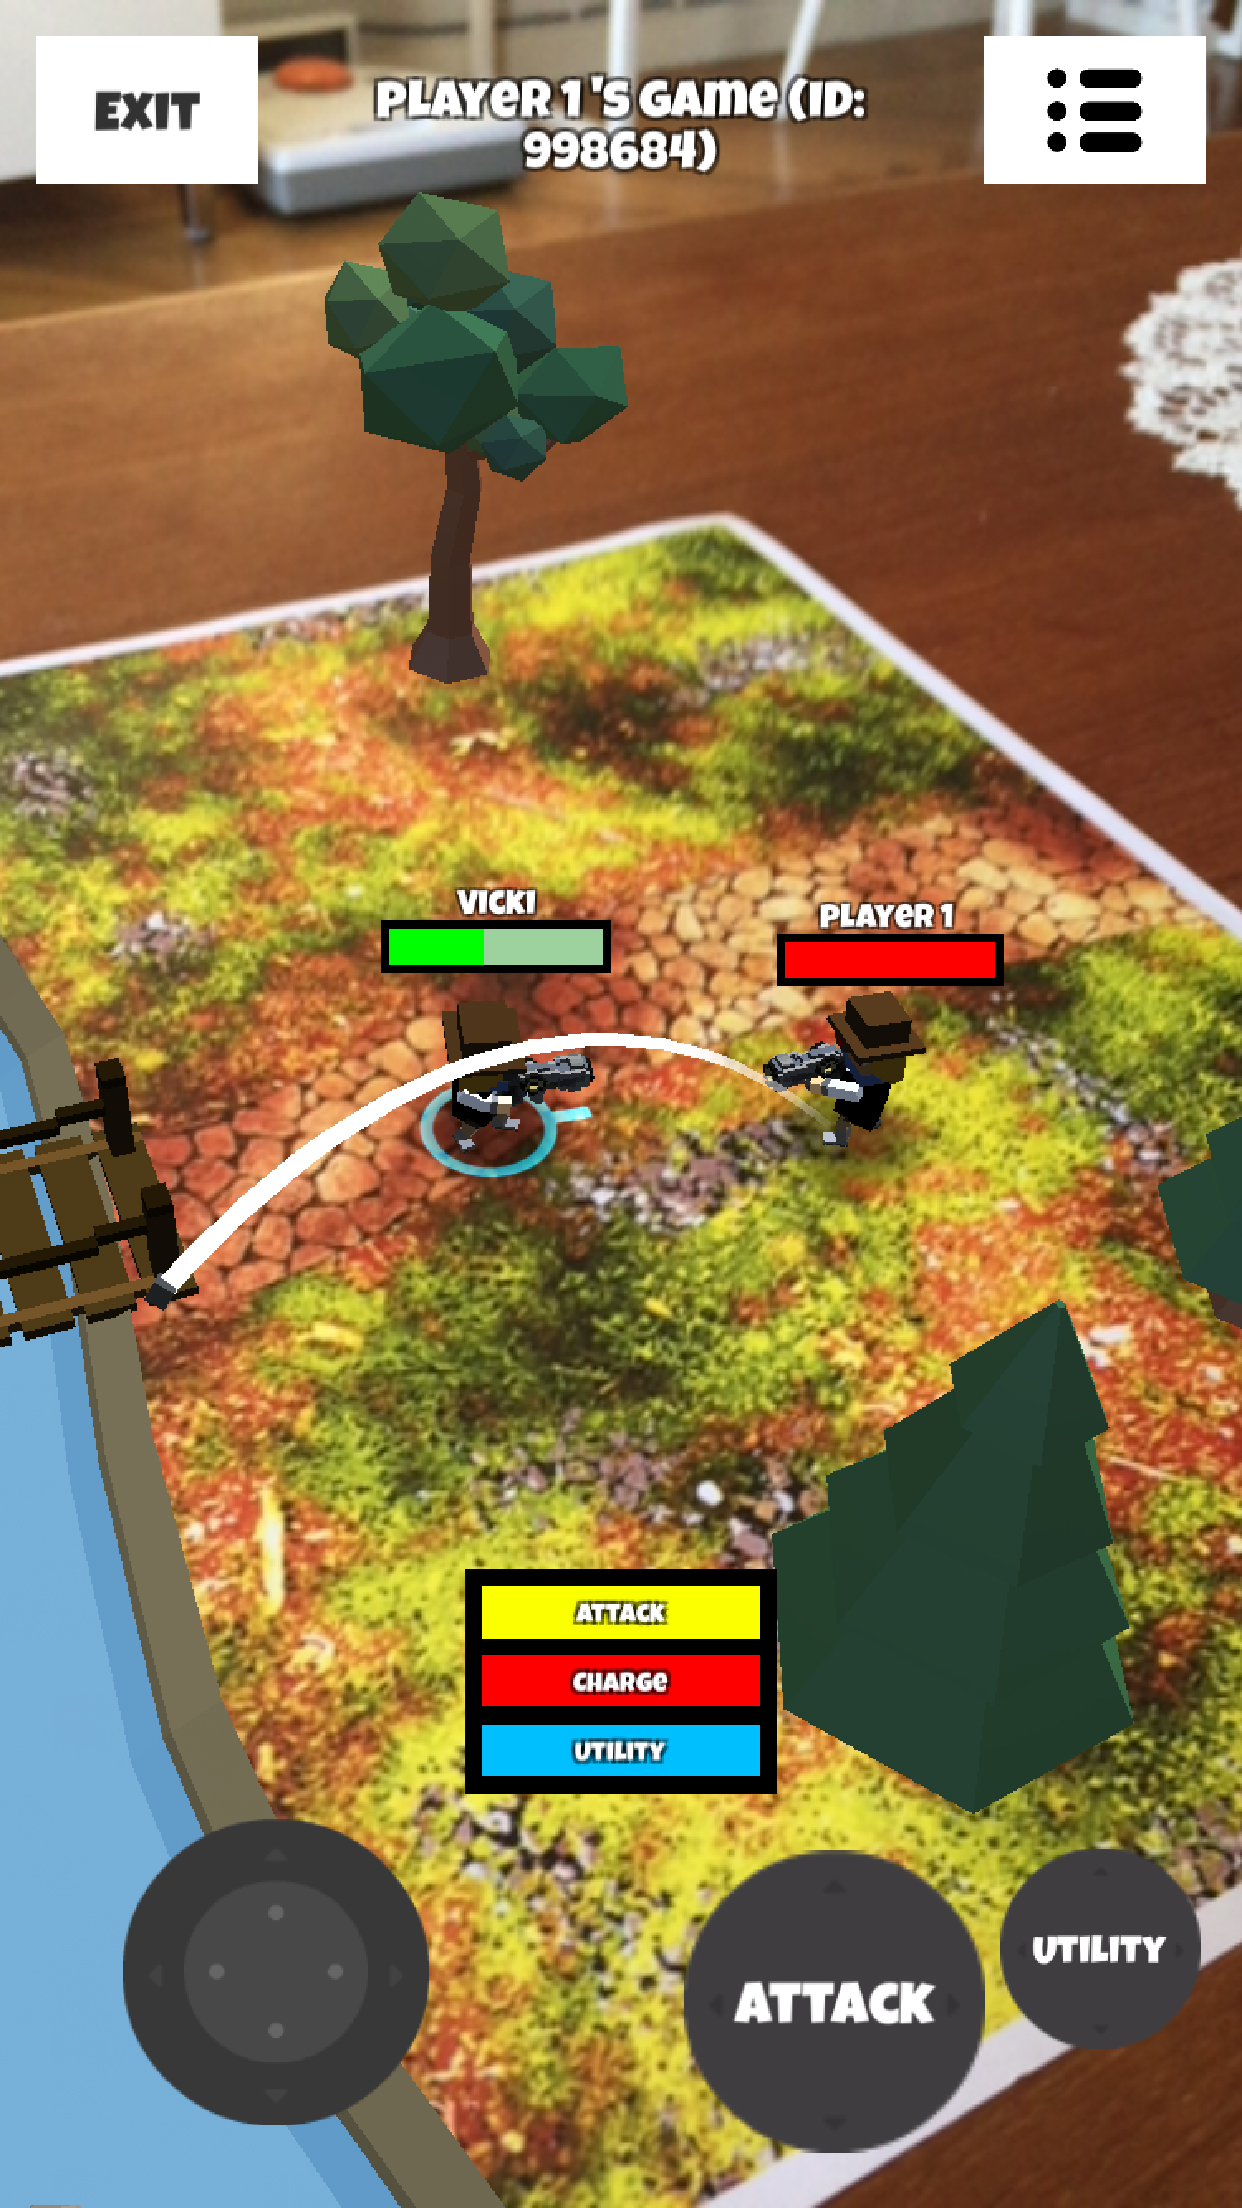 EXIT
PLAYER 1 'S GAME (ID:
998684)
VICKI
PLAYER 1
ATTACK
CHARGE
UTILITY
ATTACK
UTILITY